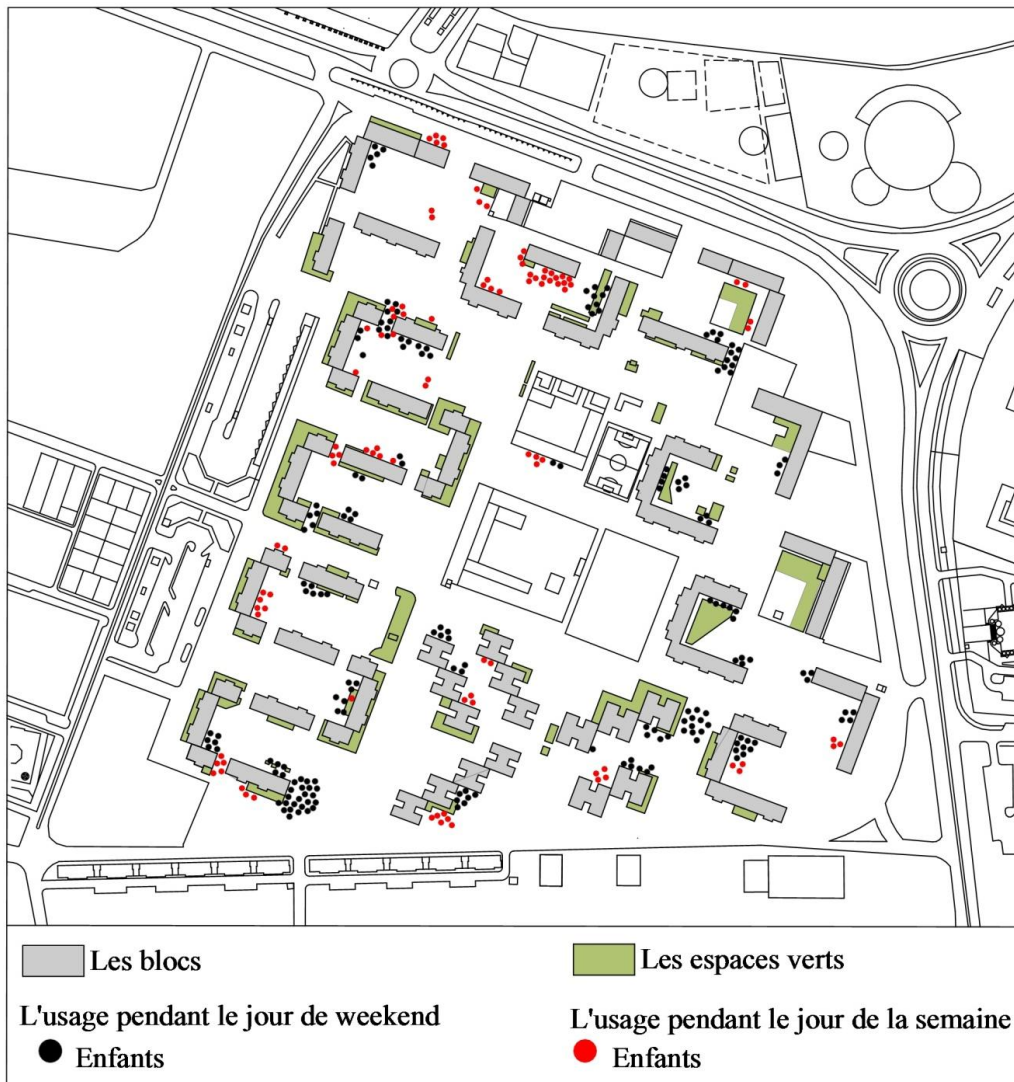 Les blocs
Les espaces verts
L'usage pendant le jour de weekend
Enfants
L'usage pendant le jour de la semaine
Enfants